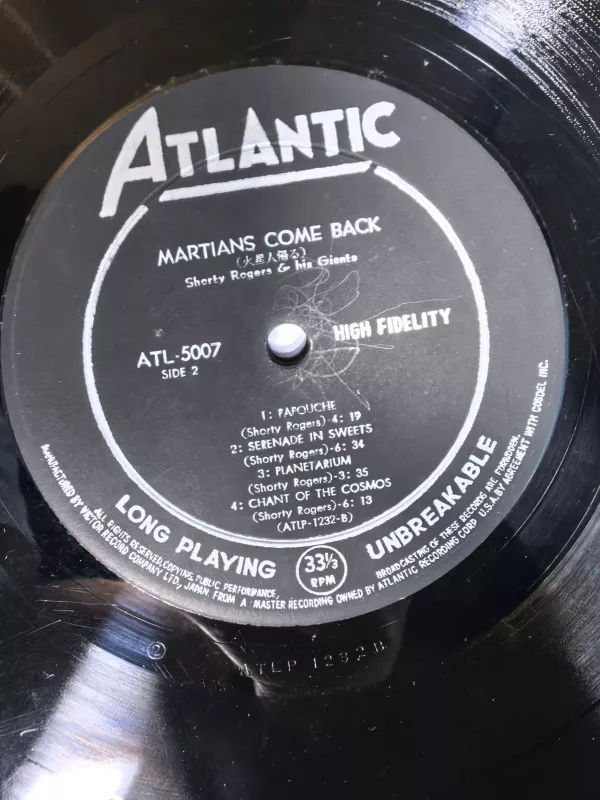 ATLANTIC
MARTIANS COME BACK
(火星人帰る)
Shorty Rogers & his Giants
HIGH FIDELITY
ATL-5007
SIDE 2
1: PAPOUCHE
(Shorty Rogers)-4: 19
2: SERENADE IN SWEETS
(Shorty Rogers)-6: 34
3: PLANETARIUM
(Shorty Rogers)-3: 35
4: CHANT OF THE COSMOS
(Shorty Rogers)-6: 13
(ATLP-1232-B)
LONG PLAYING
33⅓
RPM
UNBREAKABLE
ALL RIGHTS RESERVED, COPYING, PUBLIC PERFORMANCE, BROADCASTING OF THESE RECORDS ARE FORBIDDEN.
MANUFACTURED BY VICTOR RECORD COMPANY LTD, JAPAN FROM A MASTER RECORDING OWNED BY ATLANTIC RECORDING CORP U.S.A. BY AGREEMENT WITH COSDEL INC.
2
ATLP 1232B